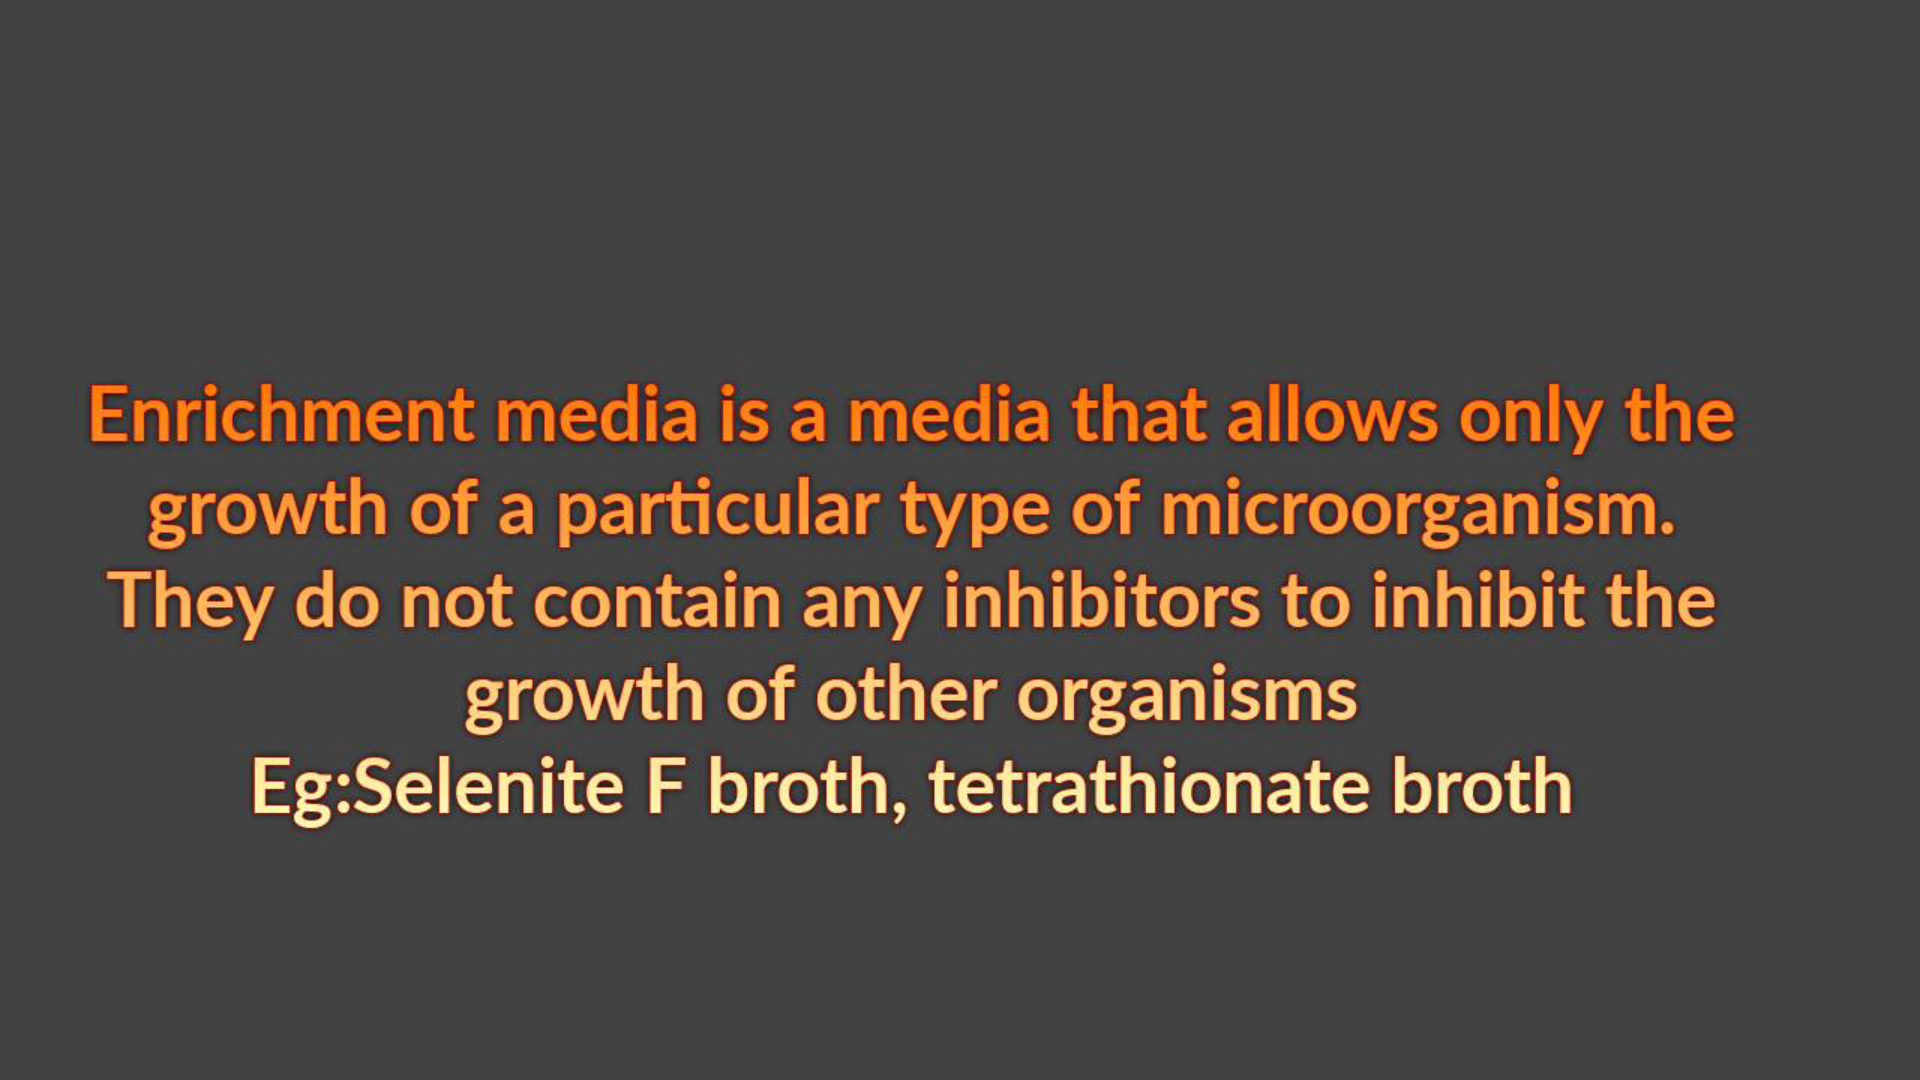 Enrichment media is a media that allows only the
growth of a particular type of microorganism.
They do not contain any inhibitors to inhibit the
growth of other organisms
Eg:Selenite F broth, tetrathionate broth